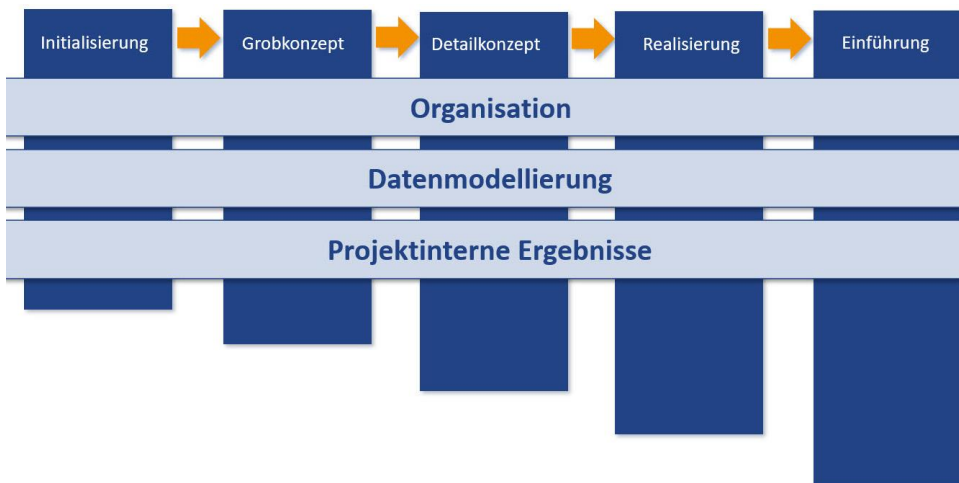 Initialisierung
Grobkonzept
Detailkonzept
Realisierung
Einführung
Organisation
Datenmodellierung
Projektinterne Ergebnisse